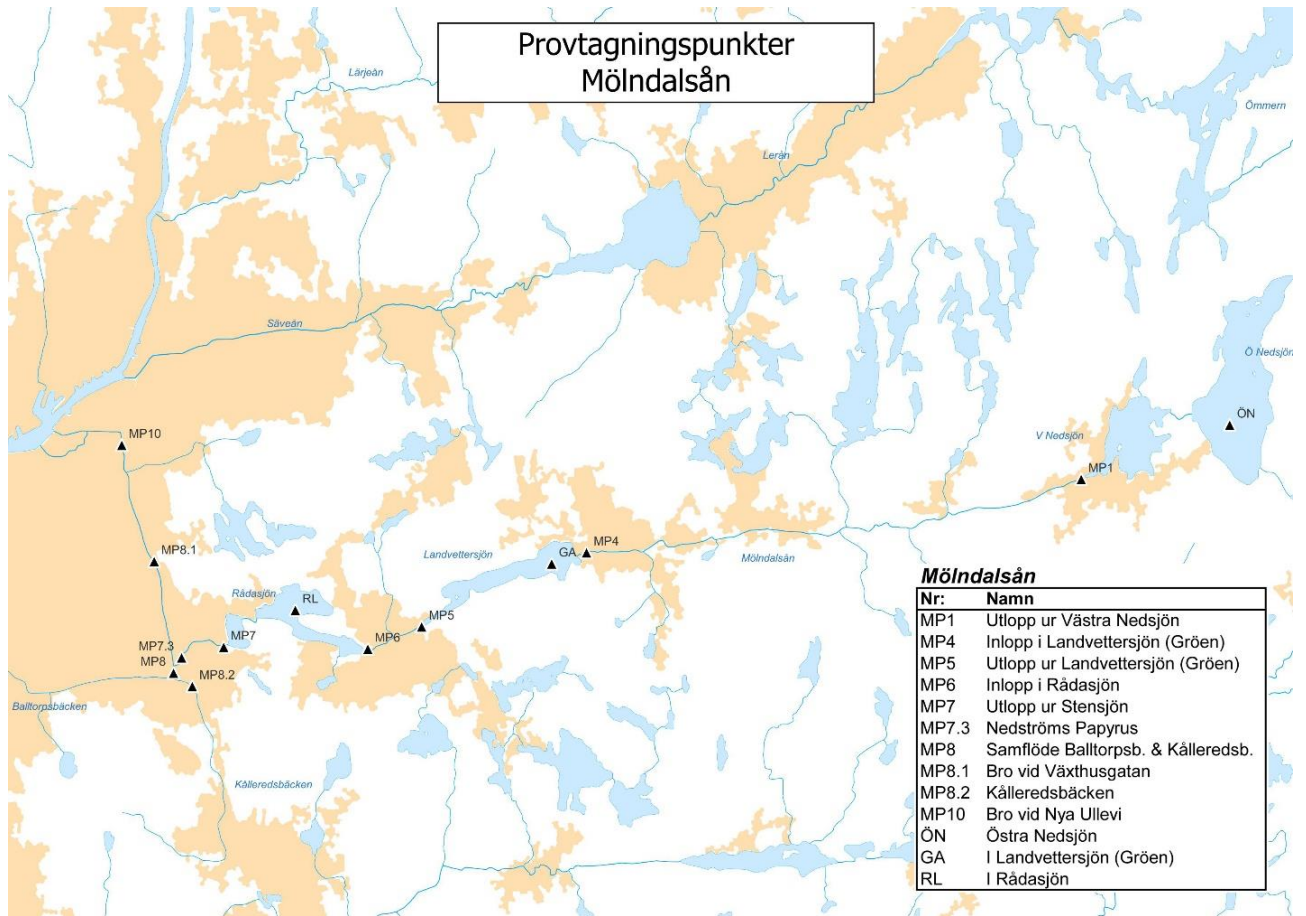 Provtagningspunkter
Mölndalsån
Lärjeån
Ömmern
Lerån
Säveån
Ö Nedsjön
ÖN
V Nedsjön
MP10
MP1
MP8.1
Landvettersjön
GA
MP4
Mölndalsån
Rådasjön
RL
MP5
MP7
MP6
MP7.3
MP8
MP8.2
Balltorpsbäcken
Kålleredsbäcken
Mölndalsån
Nr: Namn
MP1 Utlopp ur Västra Nedsjön
MP4 Inlopp i Landvettersjön (Gröen)
MP5 Utlopp ur Landvettersjön (Gröen)
MP6 Inlopp i Rådasjön
MP7 Utlopp ur Stensjön
MP7.3 Nedströms Papyrus
MP8 Samflöde Balltorpsb. & Kålleredsb.
MP8.1 Bro vid Växthusgatan
MP8.2 Kålleredsbäcken
MP10 Bro vid Nya Ullevi
ÖN Östra Nedsjön
GA I Landvettersjön (Gröen)
RL I Rådasjön